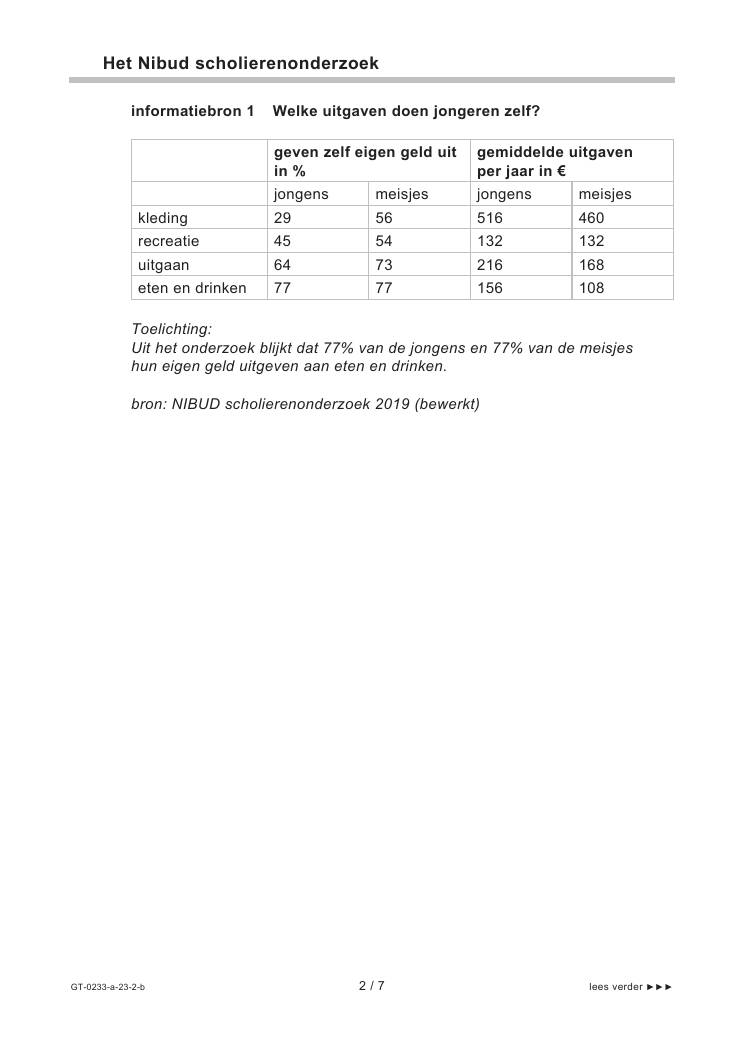 Het Nibud scholierenonderzoek
informatiebron 1 Welke uitgaven doen jongeren zelf?
geven zelf eigen geld uit in % gemiddelde uitgaven per jaar in €
jongens meisjes jongens meisjes
kleding 29 56 516 460
recreatie 45 54 132 132
uitgaan 64 73 216 168
eten en drinken 77 77 156 108
Toelichting:
Uit het onderzoek blijkt dat 77% van de jongens en 77% van de meisjes
hun eigen geld uitgeven aan eten en drinken.
bron: NIBUD scholierenonderzoek 2019 (bewerkt)
GT-0233-a-23-2-b 2 / 7 lees verder ►►►